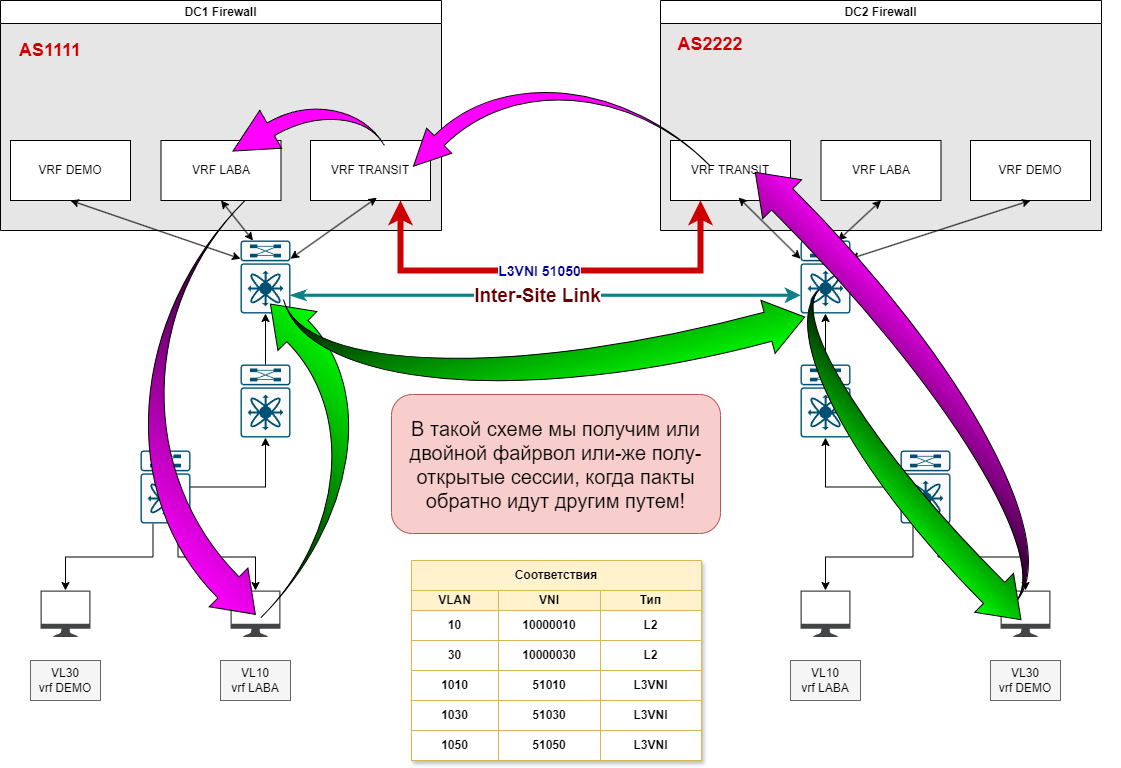 DC1 Firewall
DC2 Firewall
AS1111
AS2222
VRF DEMO
VRF LABA
VRF TRANSIT
VRF TRANSIT
VRF LABA
VRF DEMO
L3VNI 51050
Inter-Site Link
В такой схеме мы получим или
двойной файрвол или-же полу-
открытые сессии, когда пакты
обратно идут другим путем!
Соответствия
VLAN VNI Тип
10 10000010 L2
30 10000030 L2
1010 51010 L3VNI
1030 51030 L3VNI
1050 51050 L3VNI
VL30
vrf DEMO
VL10
vrf LABA
VL10
vrf LABA
VL30
vrf DEMO